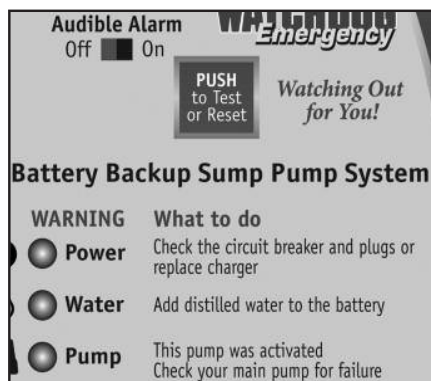 Audible Alarm
Off On
WATCHDOG
Emergency
PUSH
to Test
or Reset
Watching Out
for You!
Battery Backup Sump Pump System
WARNING What to do
Power Check the circuit breaker and plugs or
replace charger
Water Add distilled water to the battery
Pump This pump was activated
Check your main pump for failure